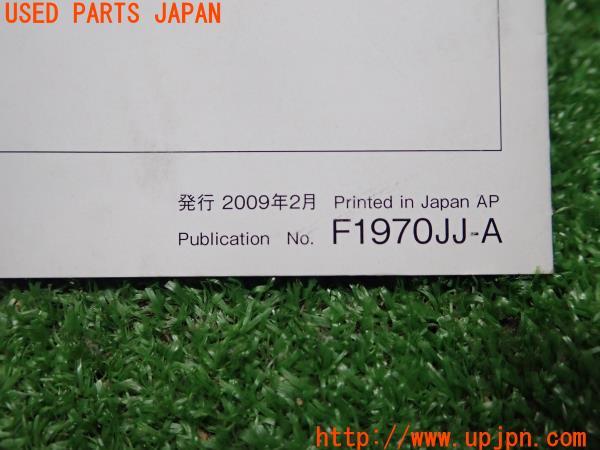 USED PARTS JAPAN
発行 2009年2月 Printed in Japan AP
Publication No. F1970JJ-A
http://www.upjpn.com